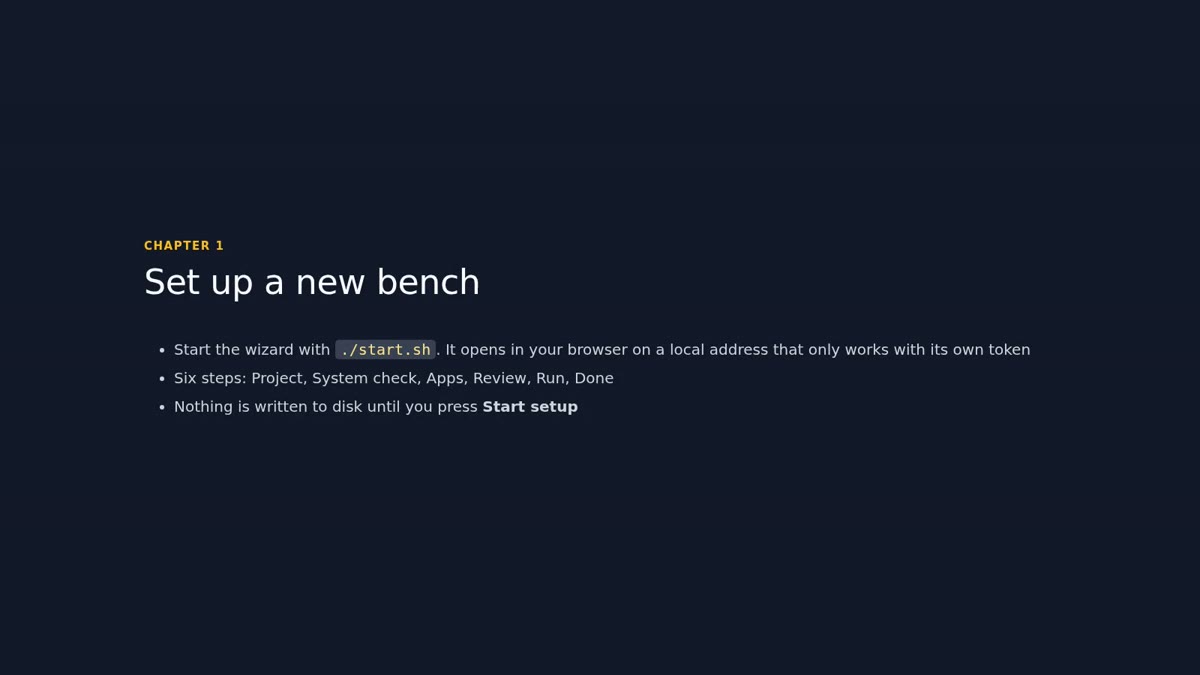 CHAPTER 1
Set up a new bench
• Start the wizard with ./start.sh. It opens in your browser on a local address that only works with its own token
• Six steps: Project, System check, Apps, Review, Run, Done
• Nothing is written to disk until you press Start setup